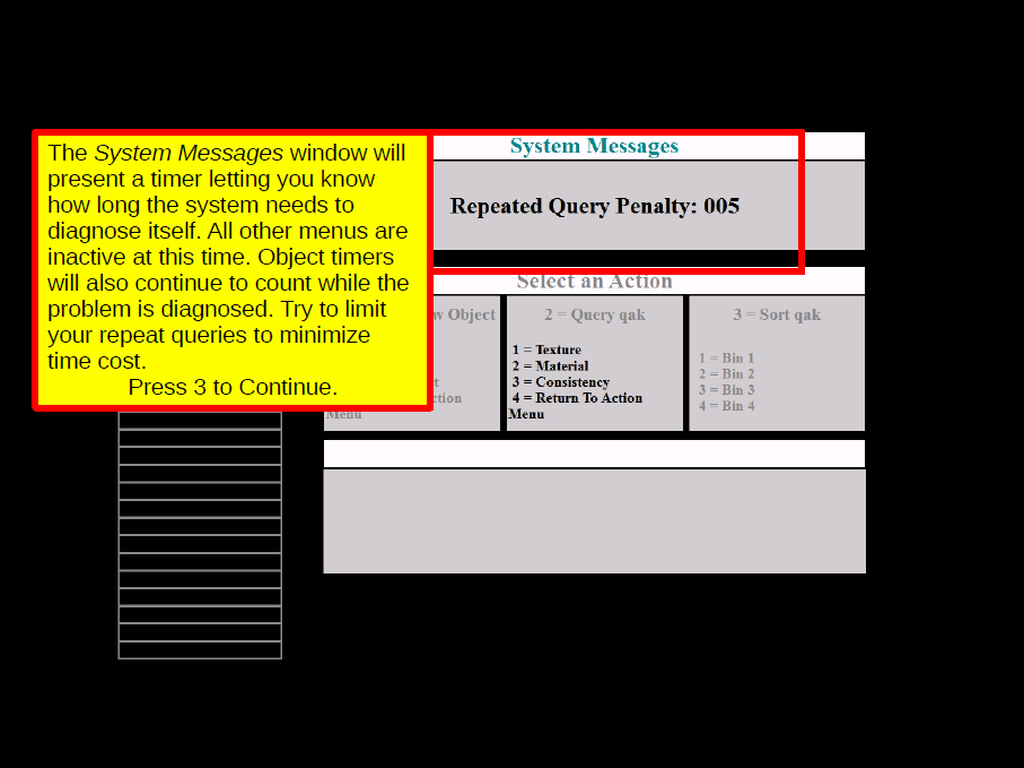 The System Messages window will
present a timer letting you know
how long the system needs to
diagnose itself. All other menus are
inactive at this time. Object timers
will also continue to count while the
problem is diagnosed. Try to limit
your repeat queries to minimize
time cost.
Press 3 to Continue.
System Messages
Repeated Query Penalty: 005
Select an Action
w Object
t
ction
Menu
2 = Query qak
1 = Texture
2 = Material
3 = Consistency
4 = Return To Action
Menu
3 = Sort qak
1 = Bin 1
2 = Bin 2
3 = Bin 3
4 = Bin 4